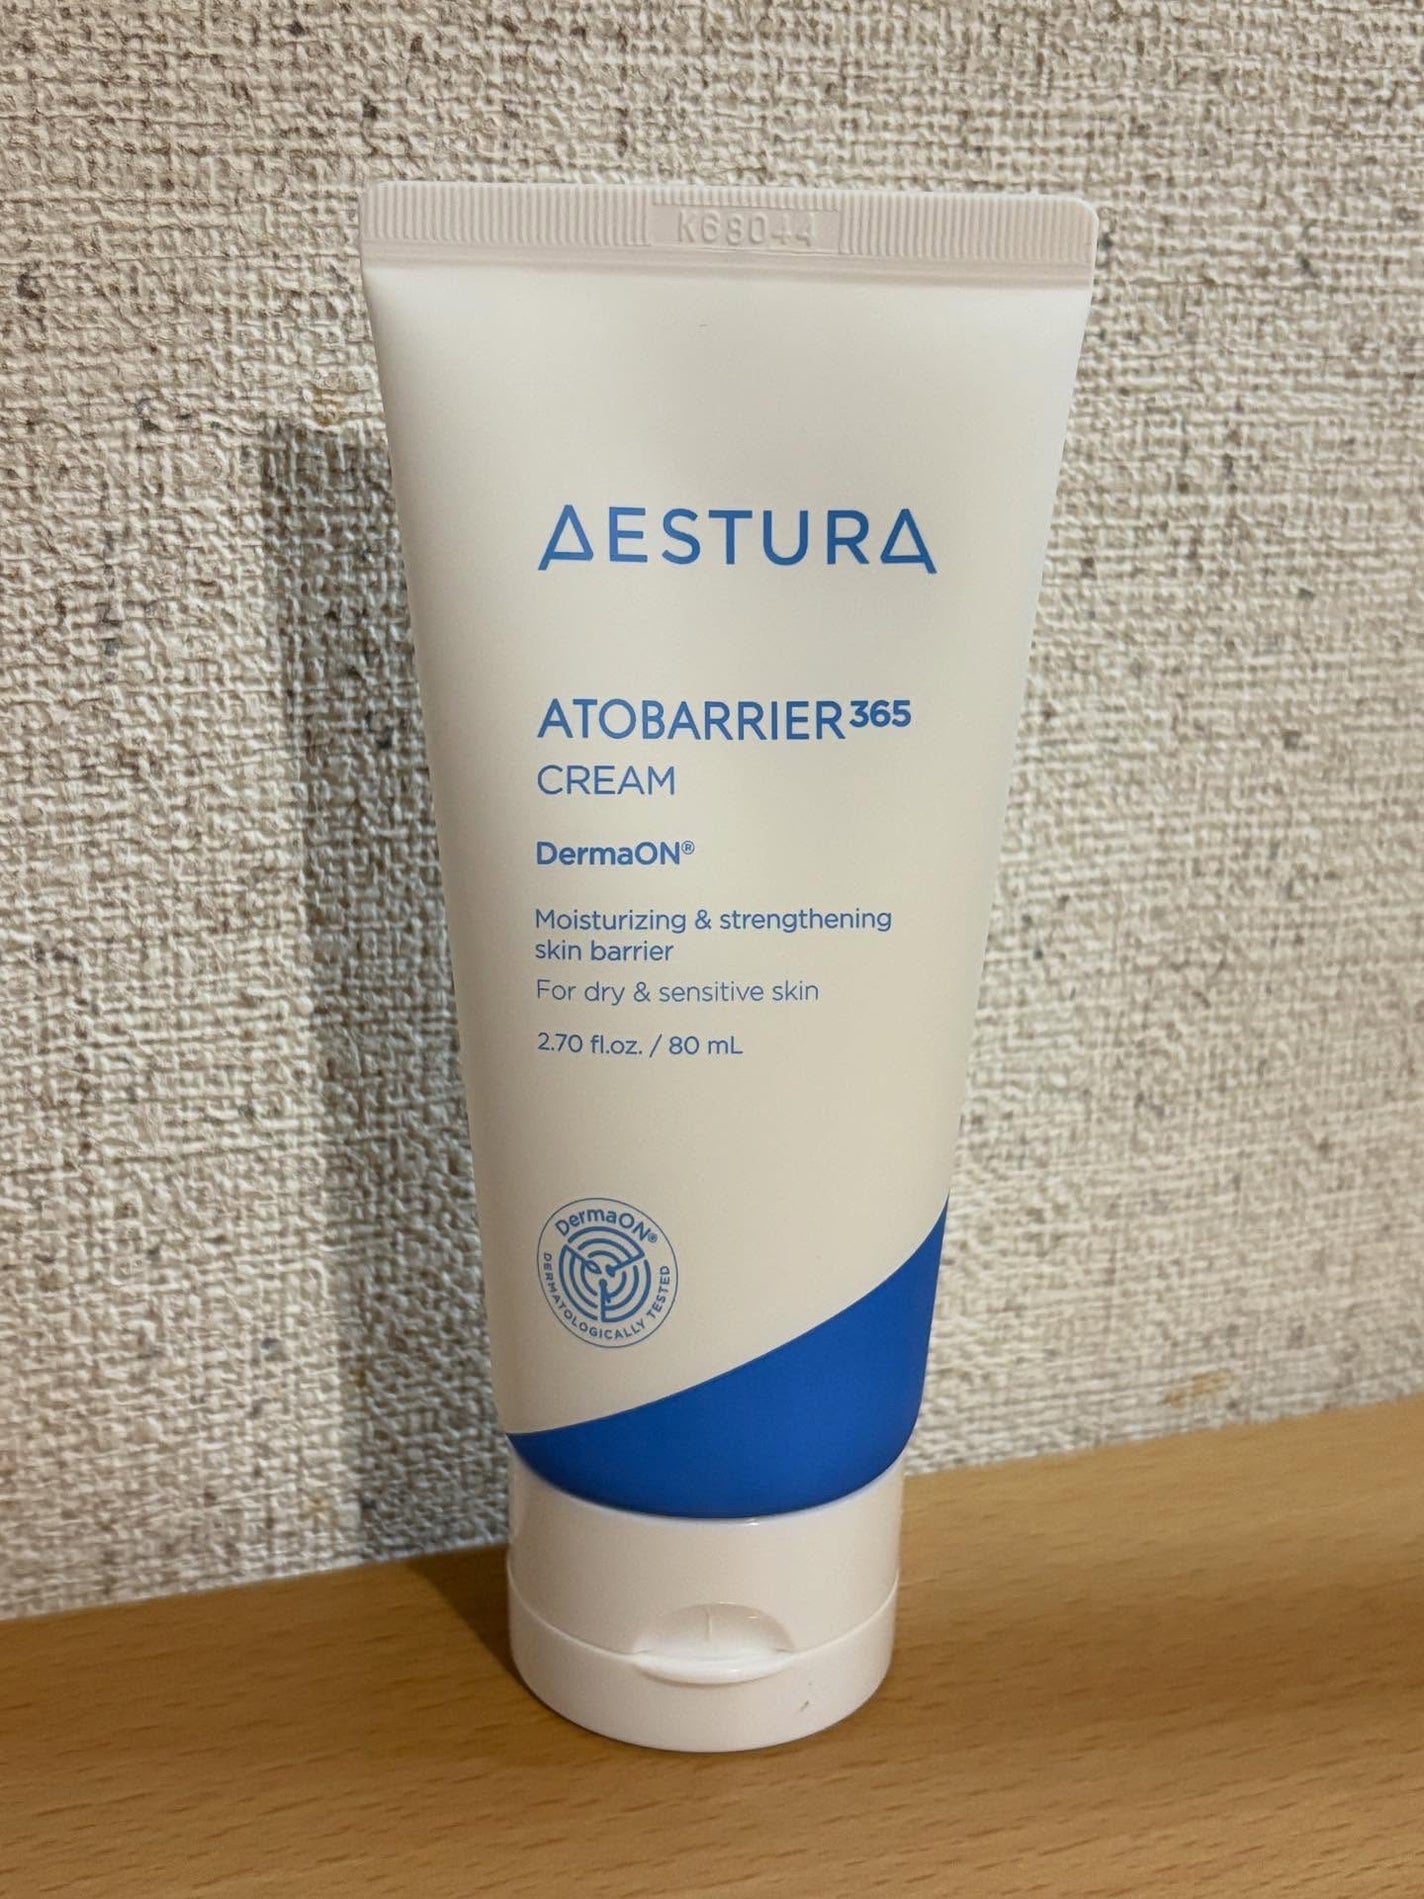 K68044
AESTURA
ATOBARRIER365
CREAM
DermaON®
Moisturizing & strengthening
skin barrier
For dry & sensitive skin
2.70 fl.oz. / 80 mL
DermaON®
DERMATOLOGICALLY TESTED